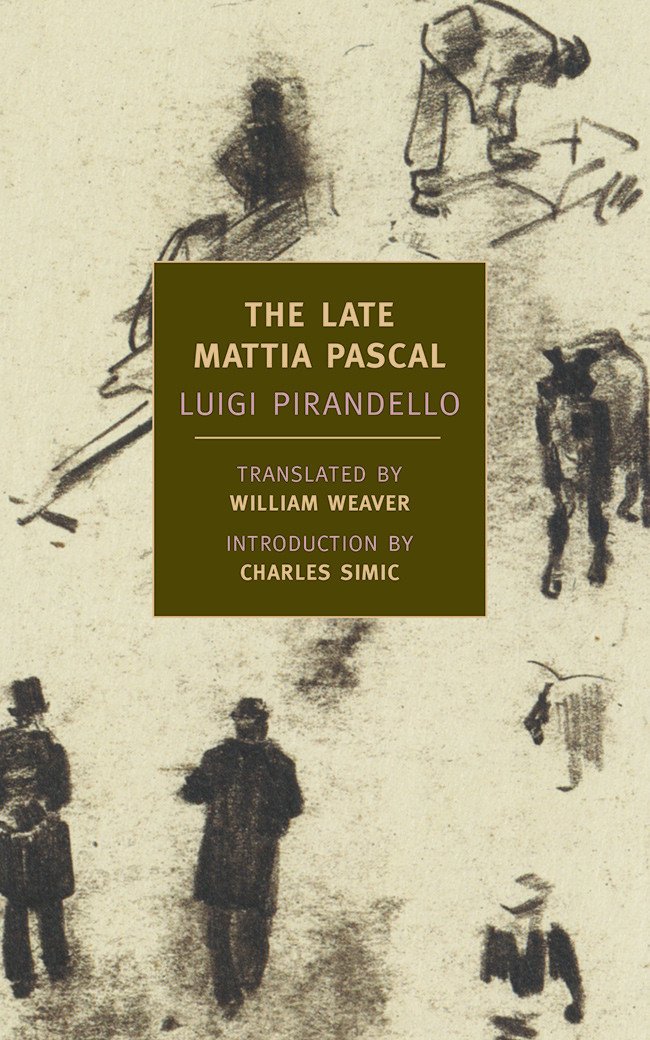 THE LATE
MATTIA PASCAL
LUIGI PIRANDELLO
TRANSLATED BY
WILLIAM WEAVER
INTRODUCTION BY
CHARLES SIMIC